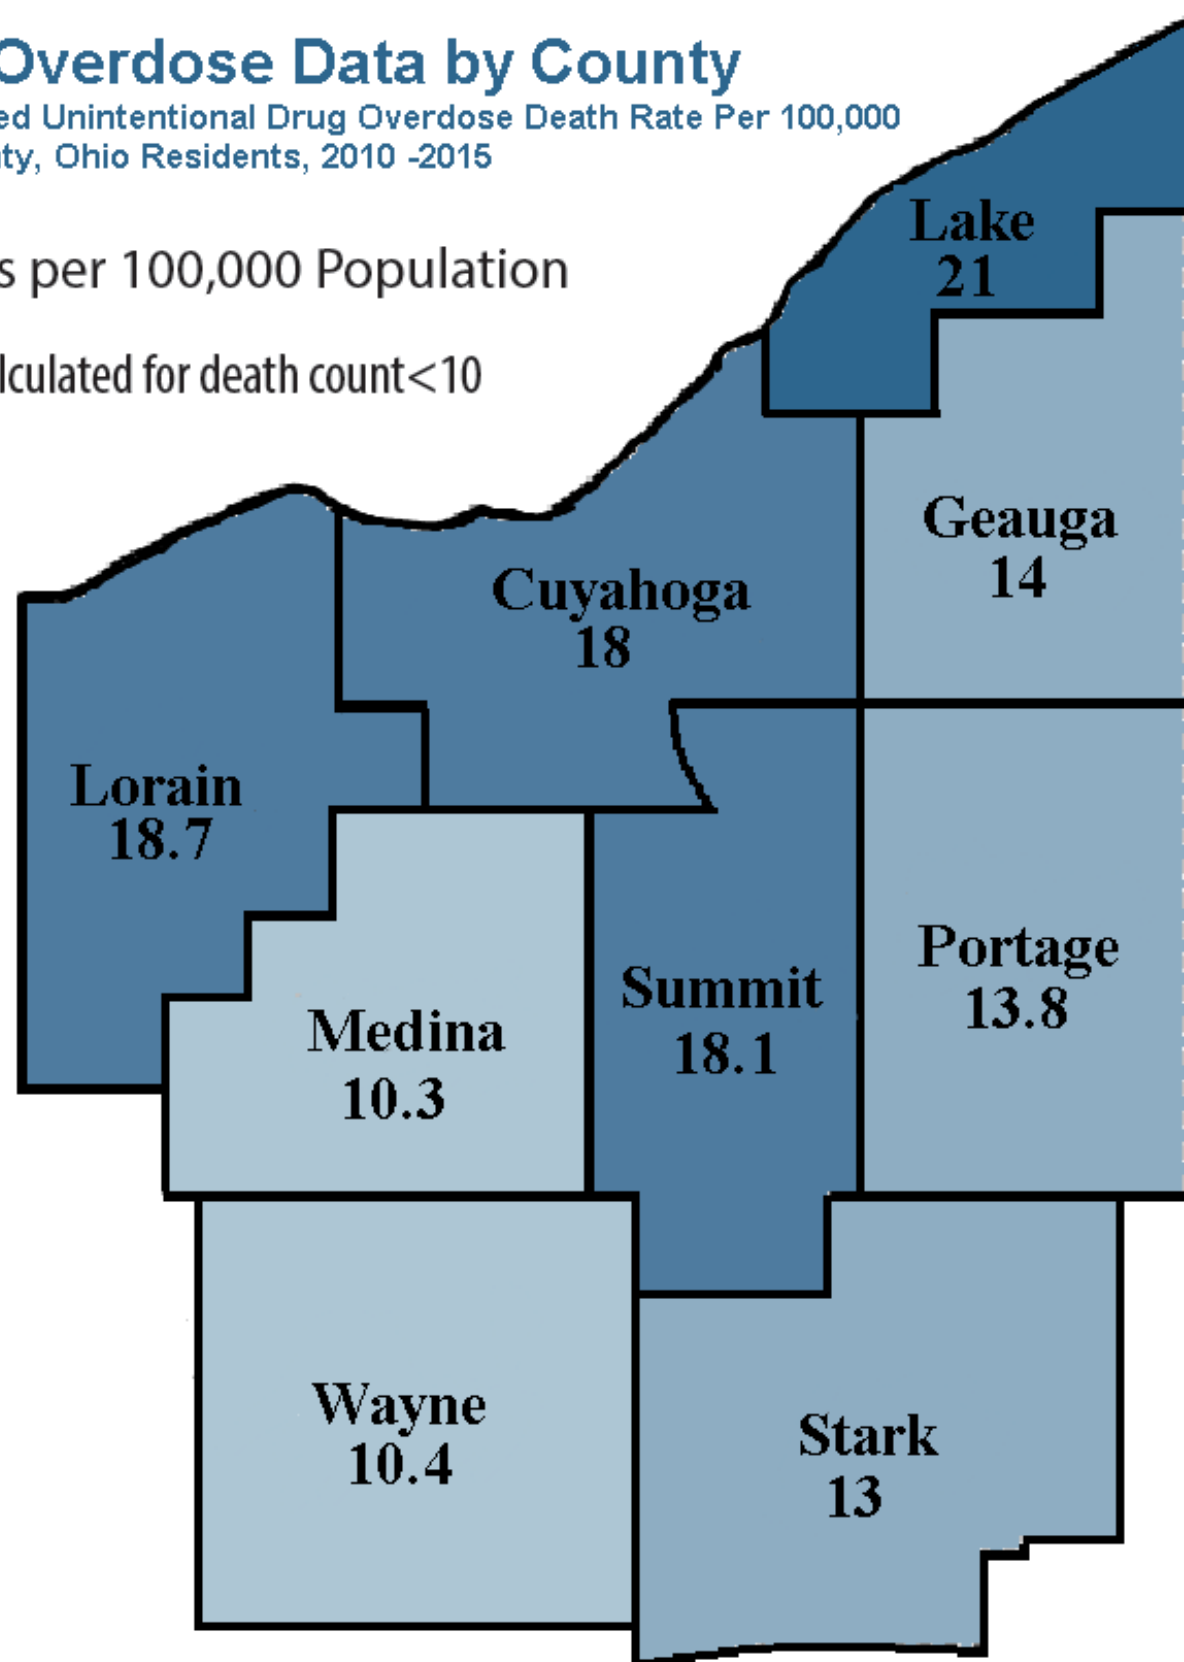 Overdose Data by County
ed Unintentional Drug Overdose Death Rate Per 100,000
nty, Ohio Residents, 2010 -2015
s per 100,000 Population
lculated for death count<10
Lake
21
Geauga
14
Cuyahoga
18
Lorain
18.7
Portage
13.8
Summit
18.1
Medina
10.3
Wayne
10.4
Stark
13